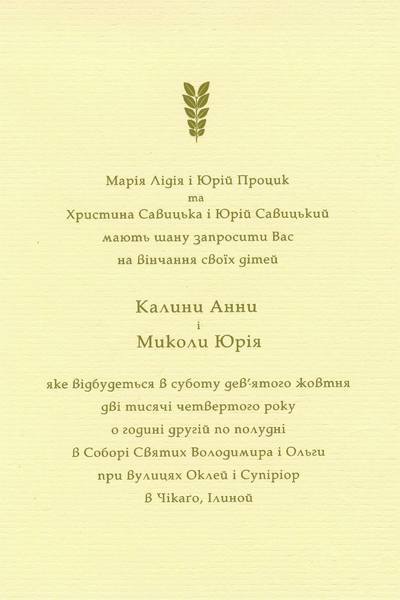 Марія Лідія і Юрій Процик
та
Христина Савицька і Юрій Савицький
мають шану запросити Вас
на вінчання своїх дітей
Калини Анни
і
Миколи Юрія
яке відбудеться в суботу дев'ятого жовтня
дві тисячі четвертого року
о годині другій по полудні
в Соборі Святих Володимира і Ольги
при вулицях Оклей і Супіріор
в Чікаґо, Ілиной